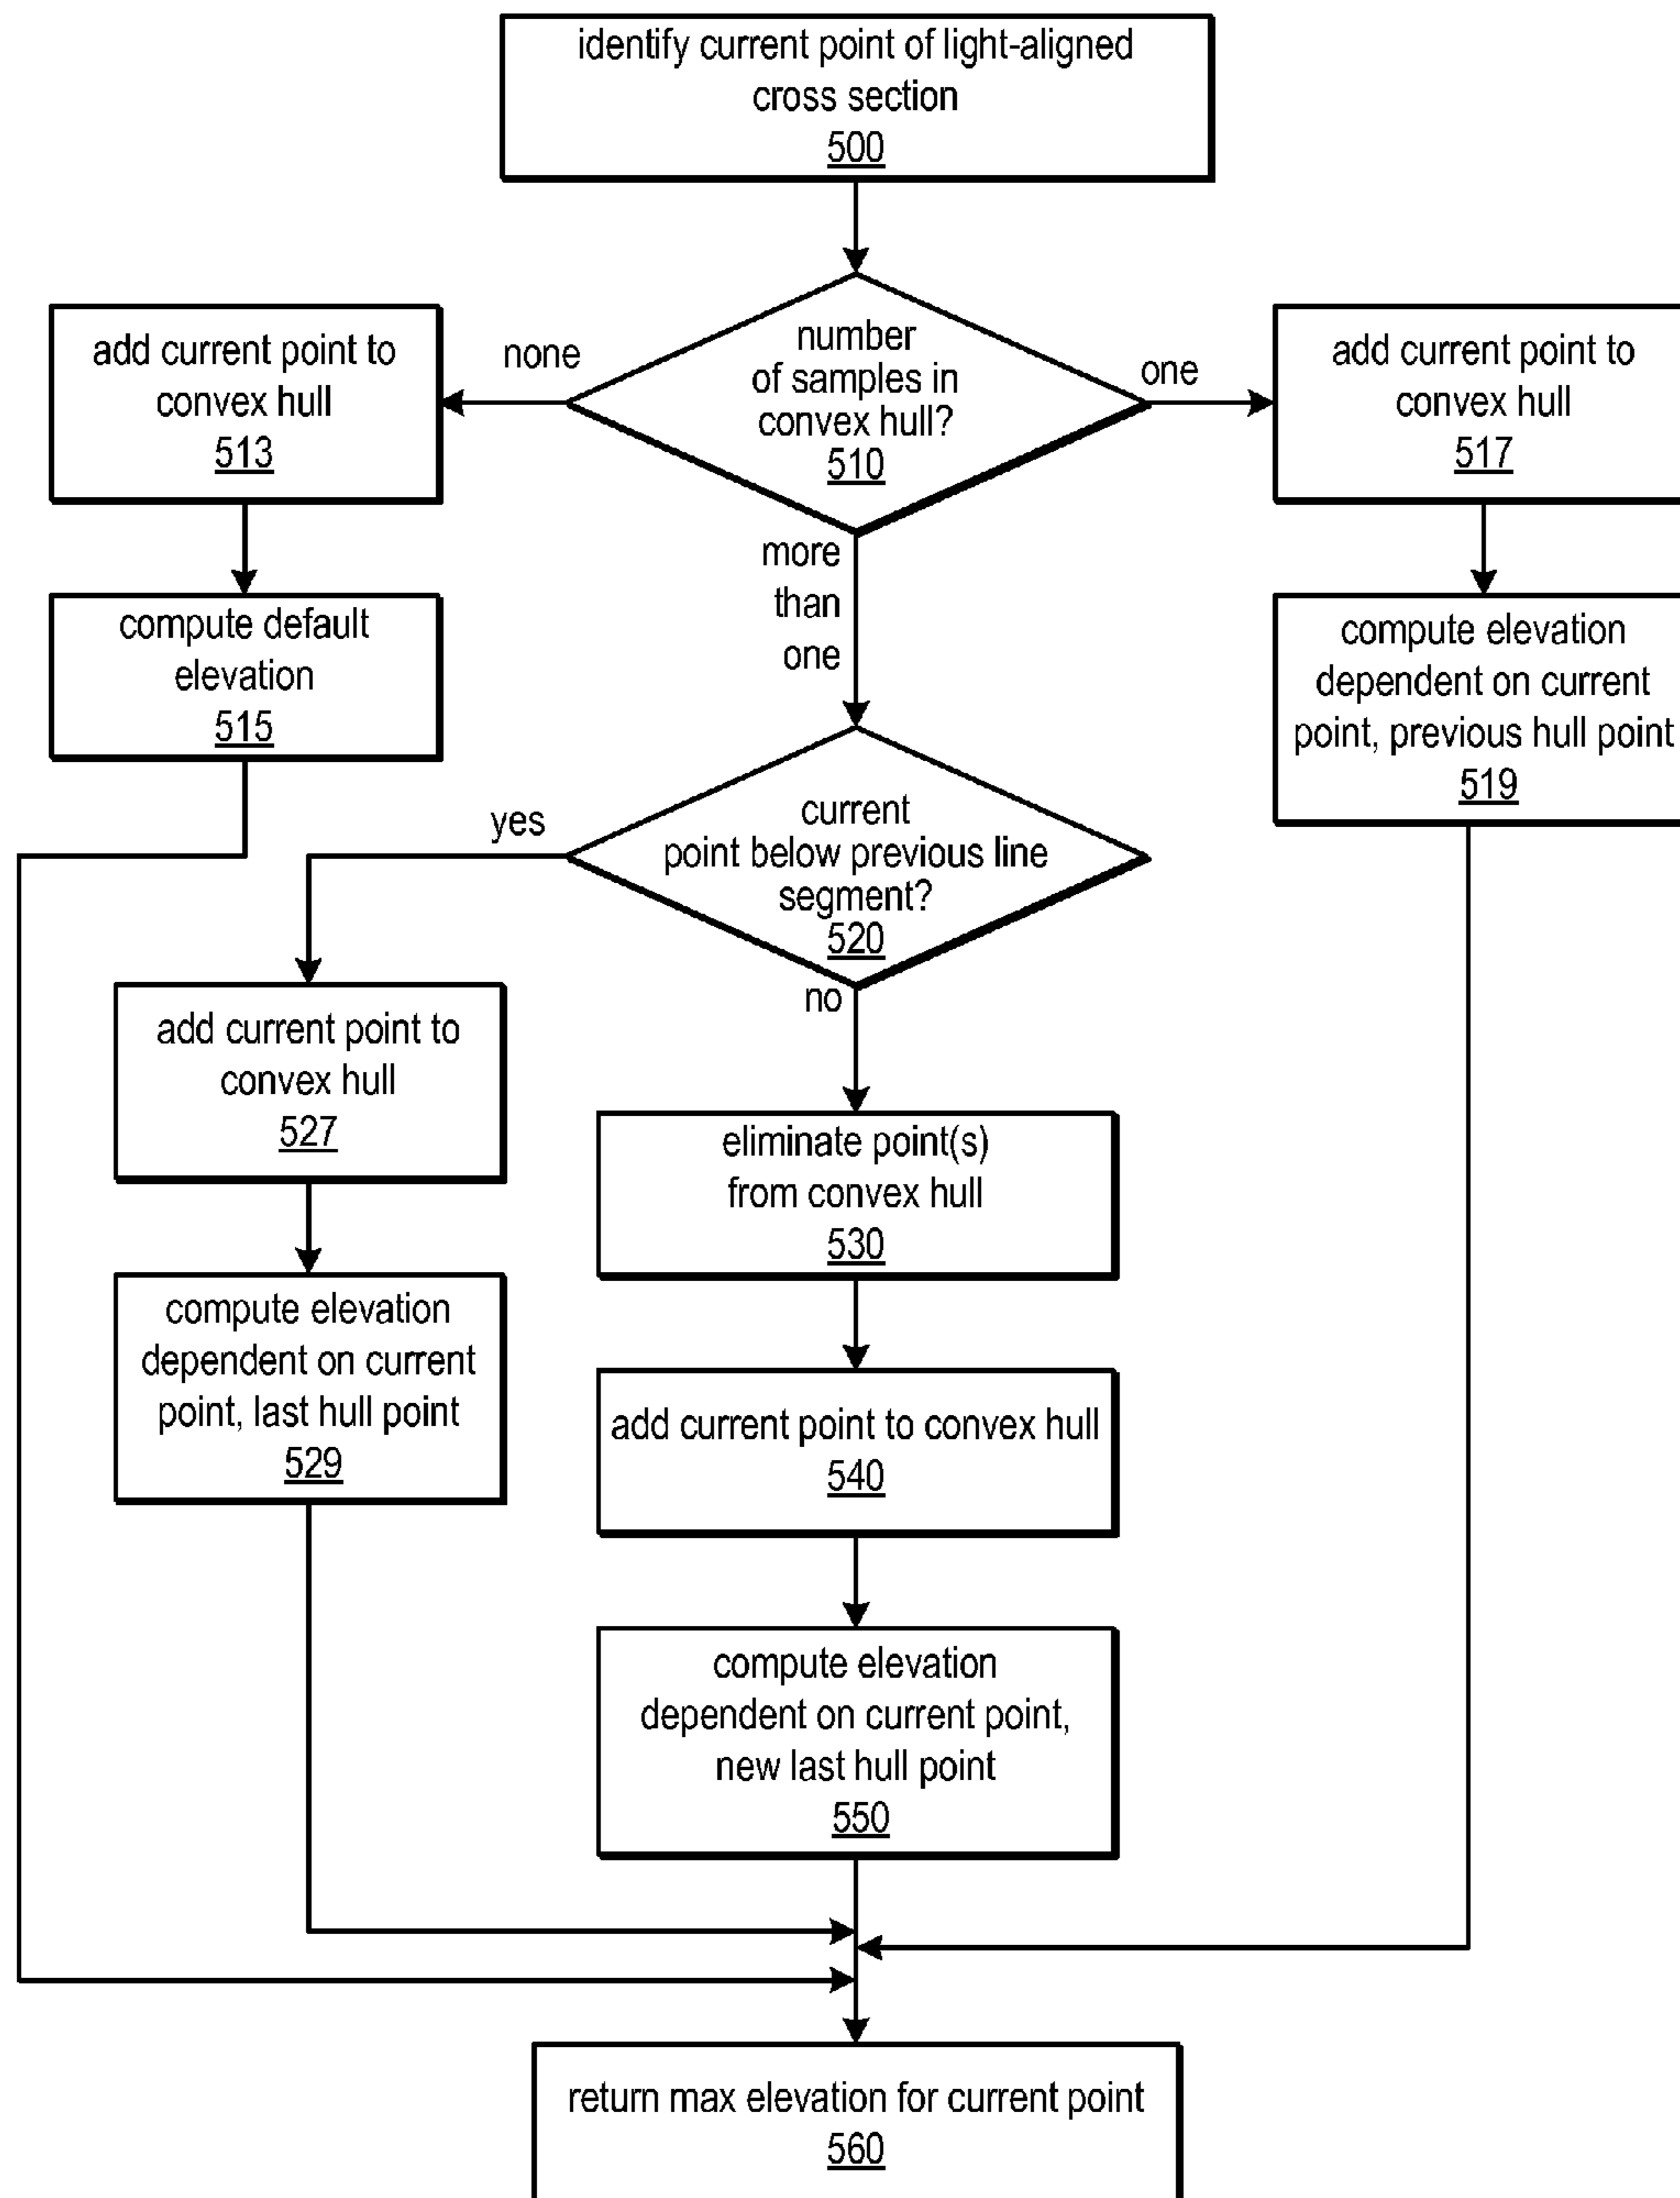 identify current point of light-aligned
cross section
500
number
of samples in
convex hull?
510
none
one
more
than
one
add current point to
convex hull
513
compute default
elevation
515
add current point to
convex hull
517
compute elevation
dependent on current
point, previous hull point
519
current
point below previous line
segment?
520
yes
no
add current point to
convex hull
527
compute elevation
dependent on current
point, last hull point
529
eliminate point(s)
from convex hull
530
add current point to convex hull
540
compute elevation
dependent on current point,
new last hull point
550
return max elevation for current point
560